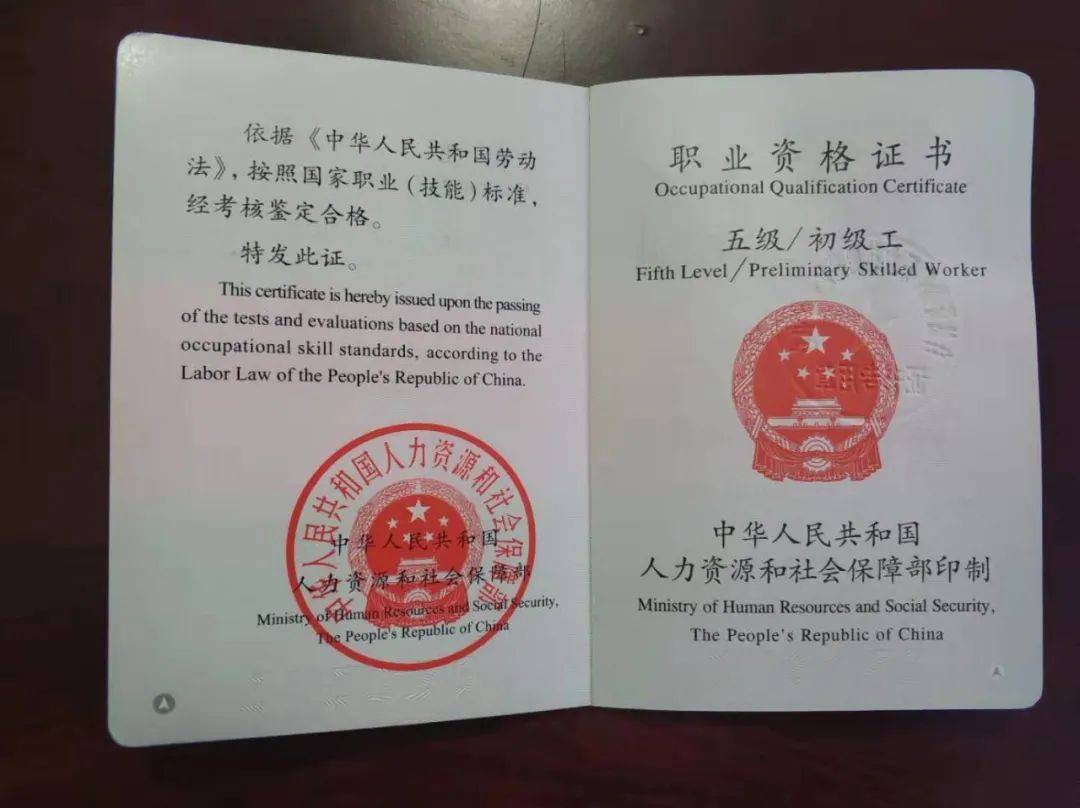 依据《中华人民共和国劳动
法》，按照国家职业（技能）标准，
经考核鉴定合格。
特发此证。
This certificate is hereby issued upon the passing
of the tests and evaluations based on the national
occupational skill standards, according to the
Labor Law of the People's Republic of China.
中华人民共和国人力资源和社会保障部
中华人民共和国
人力资源和社会保障部
Ministry of Human Resources and Social Security,
The People's Republic of China
职业资格证书
Occupational Qualification Certificate
五级/初级工
Fifth Level/Preliminary Skilled Worker
中华人民共和国
人力资源和社会保障部印制
Ministry of Human Resources and Social Security,
The People's Republic of China